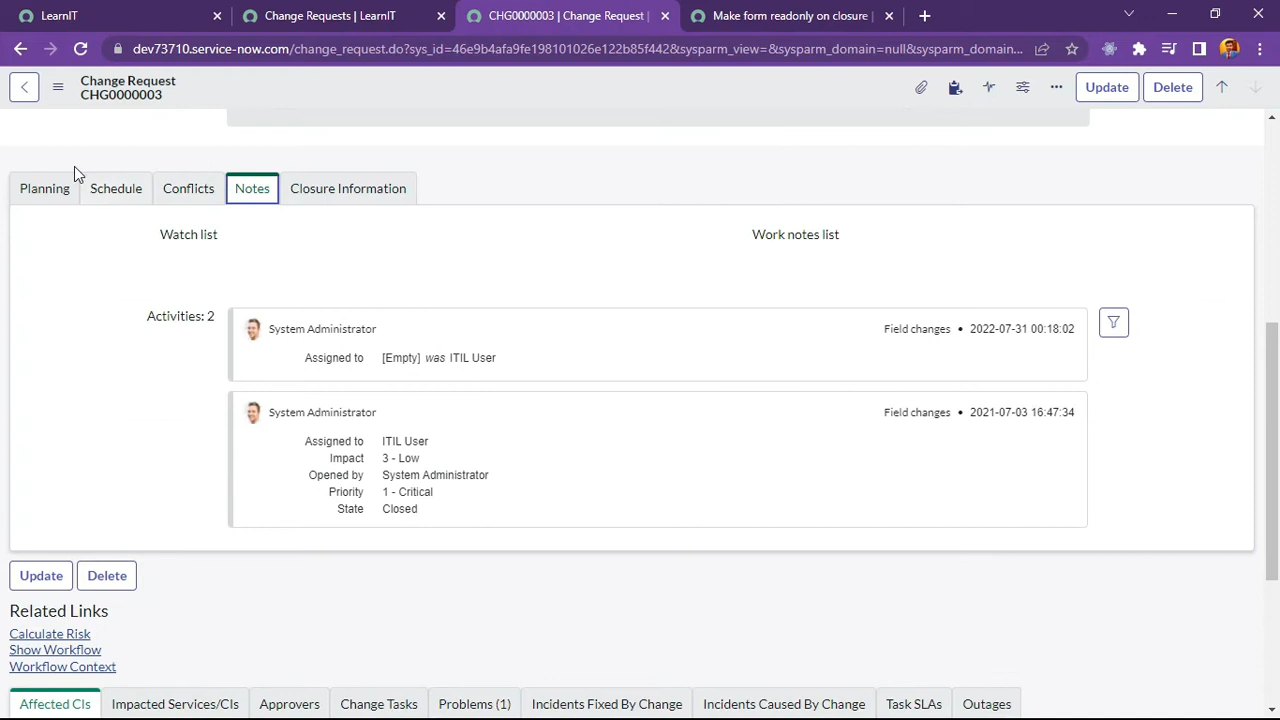 LearnIT
Change Requests | LearnIT
CHG0000003 | Change Request |
Make form readonly on closure |
dev73710.service-now.com/change_request.do?sys_id=46e9b4afa9fe198101026e122b85f442&sysparm_view=&sysparm_domain=null&sysparm_domain...
Change Request
CHG0000003
Update
Delete
Planning
Schedule
Conflicts
Notes
Closure Information
Watch list
Work notes list
Activities: 2
System Administrator
Field changes • 2022-07-31 00:18:02
Assigned to [Empty] was ITIL User
System Administrator
Field changes • 2021-07-03 16:47:34
Assigned to ITIL User
Impact 3 - Low
Opened by System Administrator
Priority 1 - Critical
State Closed
Update
Delete
Related Links
Calculate Risk
Show Workflow
Workflow Context
Affected CIs
Impacted Services/CIs
Approvers
Change Tasks
Problems (1)
Incidents Fixed By Change
Incidents Caused By Change
Task SLAs
Outages